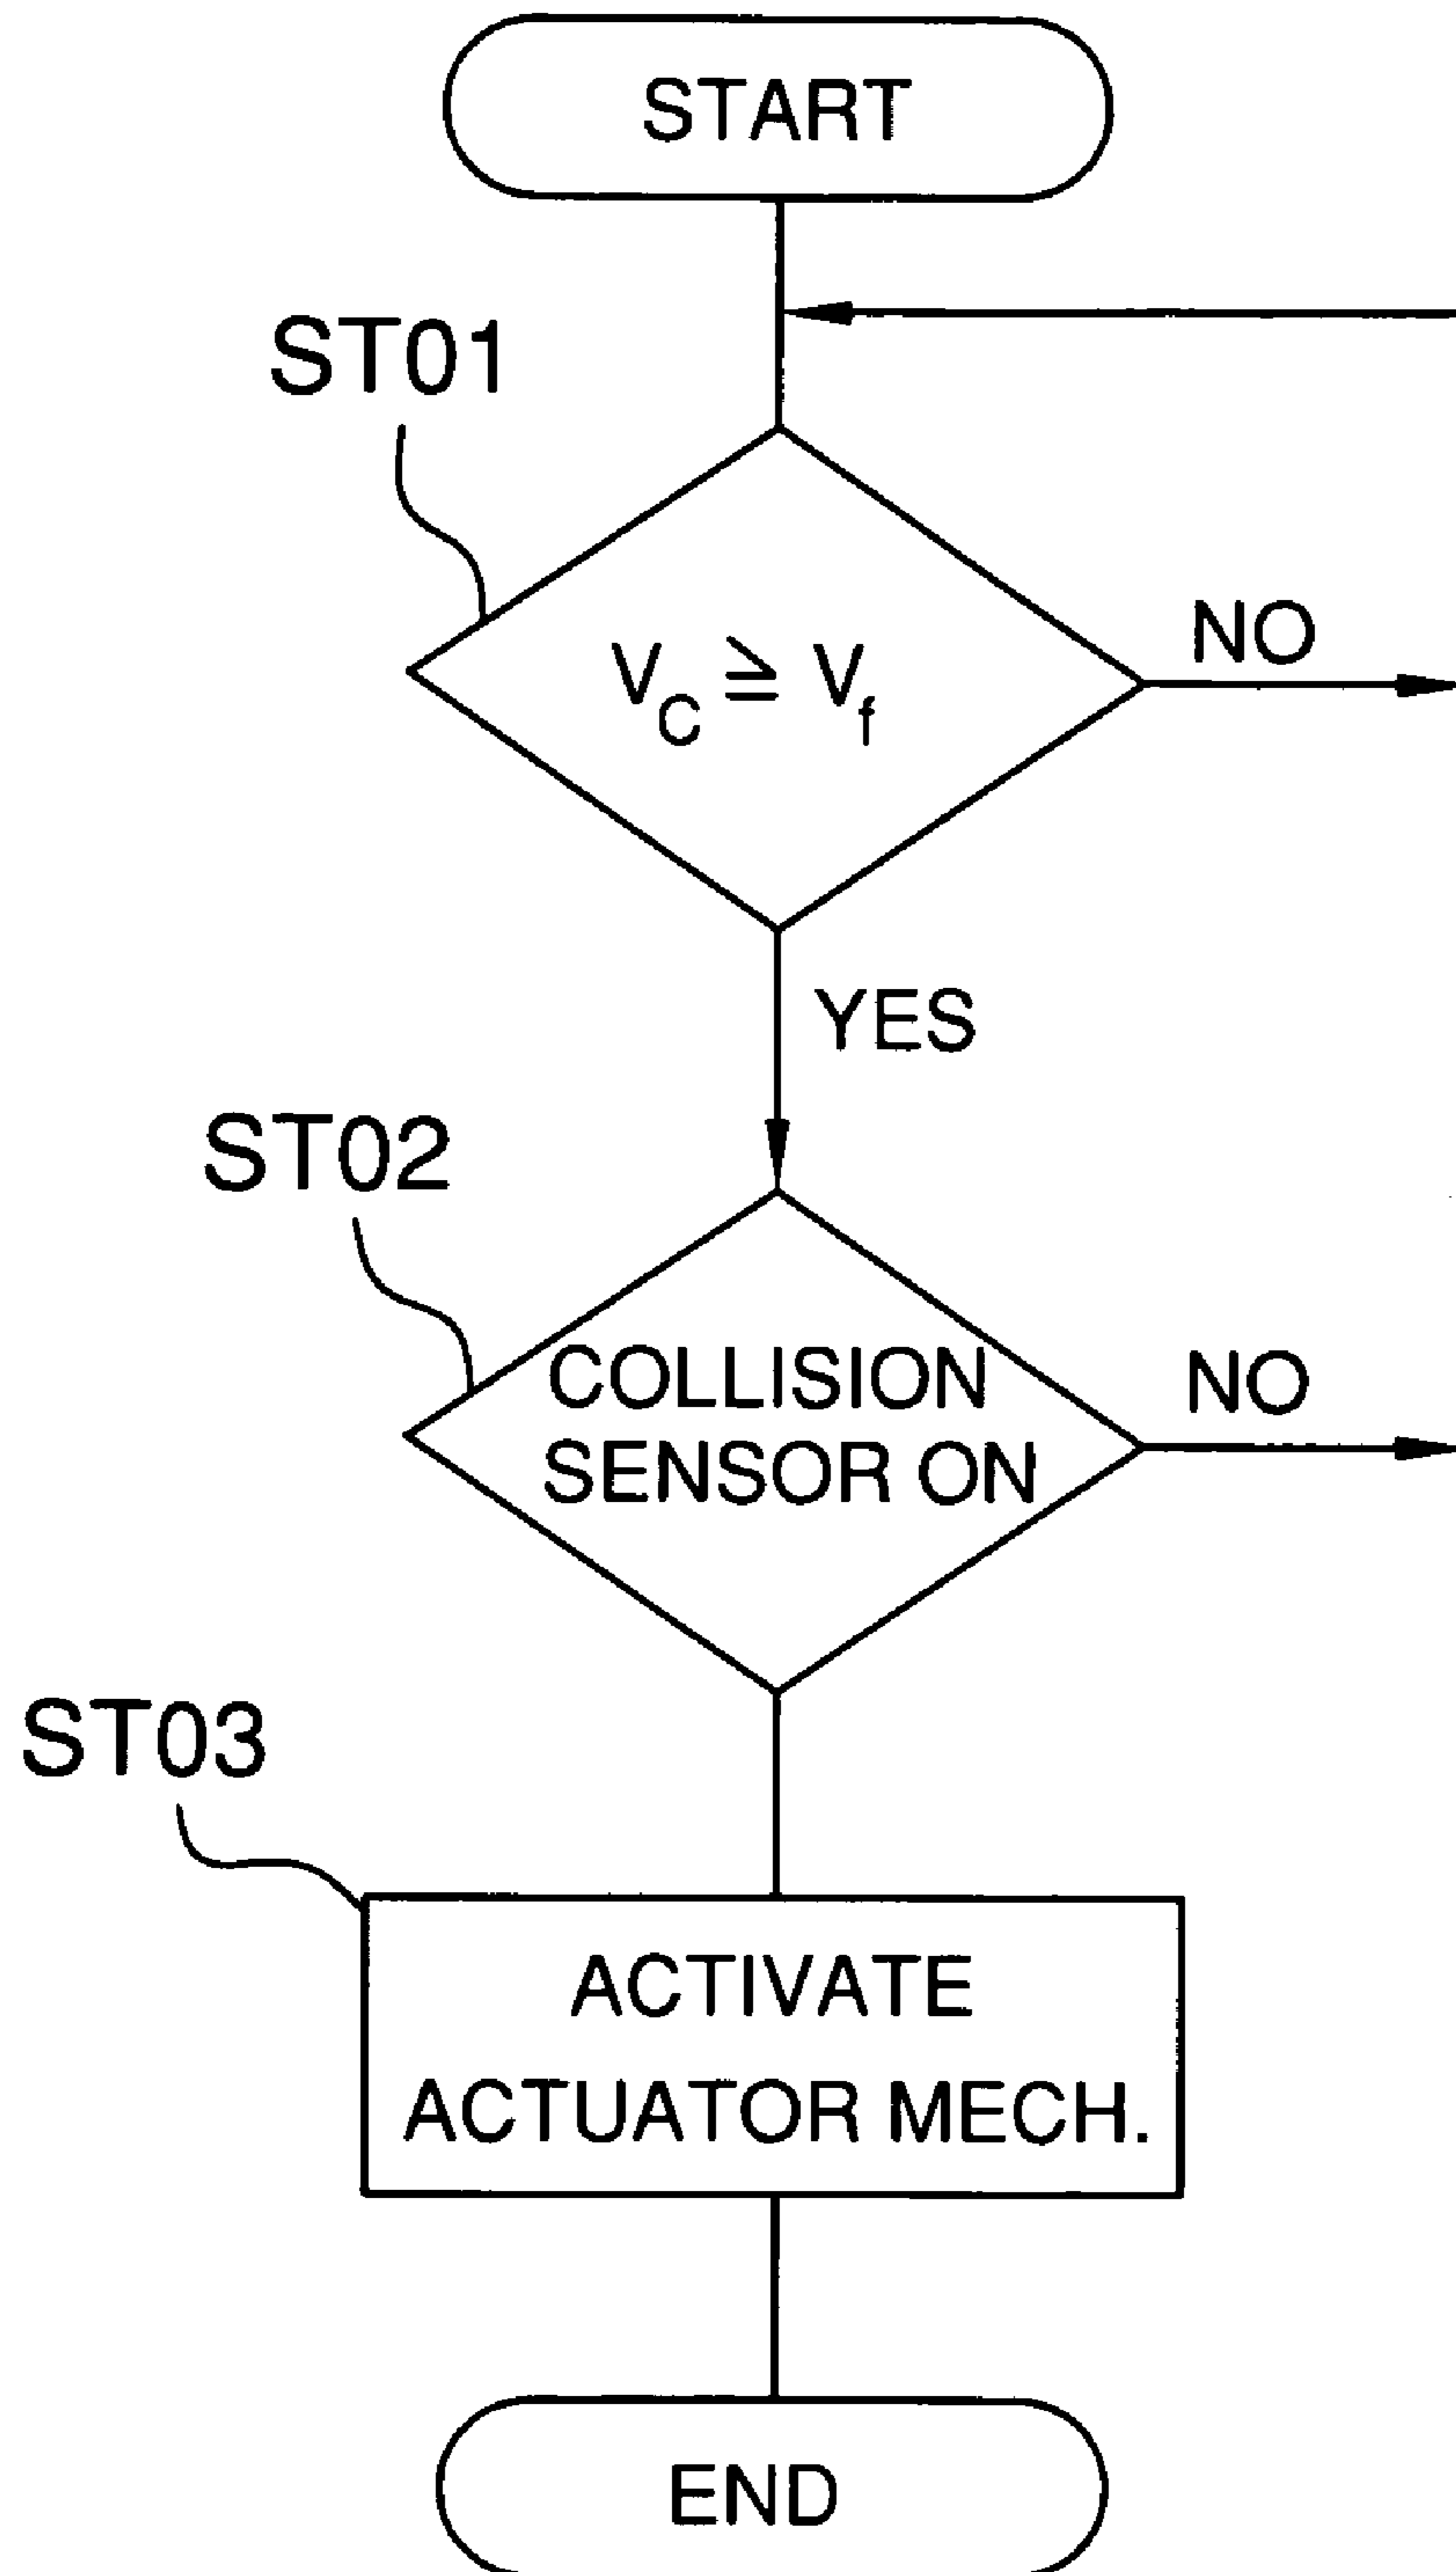 START
ST01
V_C ≧ V_f
NO
YES
ST02
COLLISION
SENSOR ON
NO
ST03
ACTIVATE
ACTUATOR MECH.
END